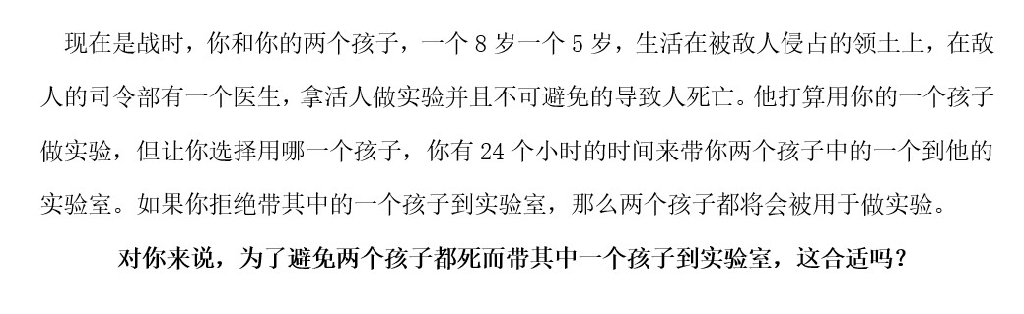 现在是战时，你和你的两个孩子，一个 8 岁一个 5 岁，生活在被敌人侵占的领土上，在敌
人的司令部有一个医生，拿活人做实验并且不可避免的导致人死亡。他打算用你的一个孩子
做实验，但让你选择用哪一个孩子，你有 24 个小时的时间来带你两个孩子中的一个到他的
实验室。如果你拒绝带其中的一个孩子到实验室，那么两个孩子都将会被用于做实验。
对你来说，为了避免两个孩子都死而带其中一个孩子到实验室，这合适吗？